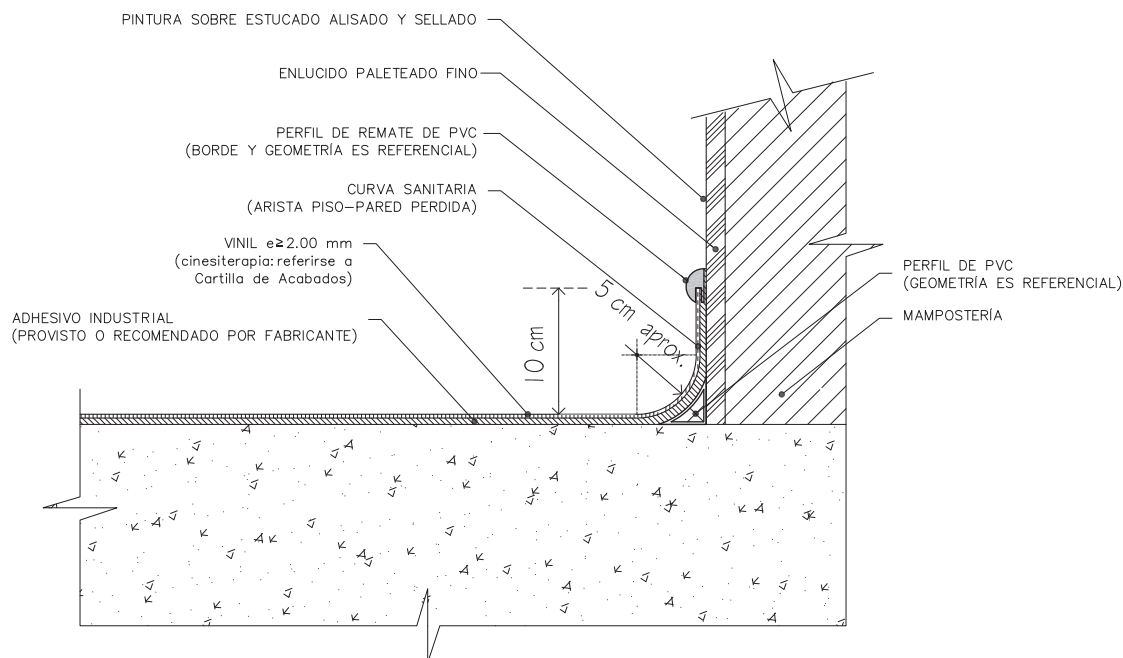 PINTURA SOBRE ESTUCADO ALISADO Y SELLADO
ENLUCIDO PALETEADO FINO
PERFIL DE REMATE DE PVC
(BORDE Y GEOMETRÍA ES REFERENCIAL)
CURVA SANITARIA
(ARISTA PISO-PARED PERDIDA)
VINIL e≥2.00 mm
(cinesiterapia: referirse a
Cartilla de Acabados)
ADHESIVO INDUSTRIAL
(PROVISTO O RECOMENDADO POR FABRICANTE)
10 cm
5 cm aprox.
PERFIL DE PVC
(GEOMETRÍA ES REFERENCIAL)
MAMPOSTERÍA